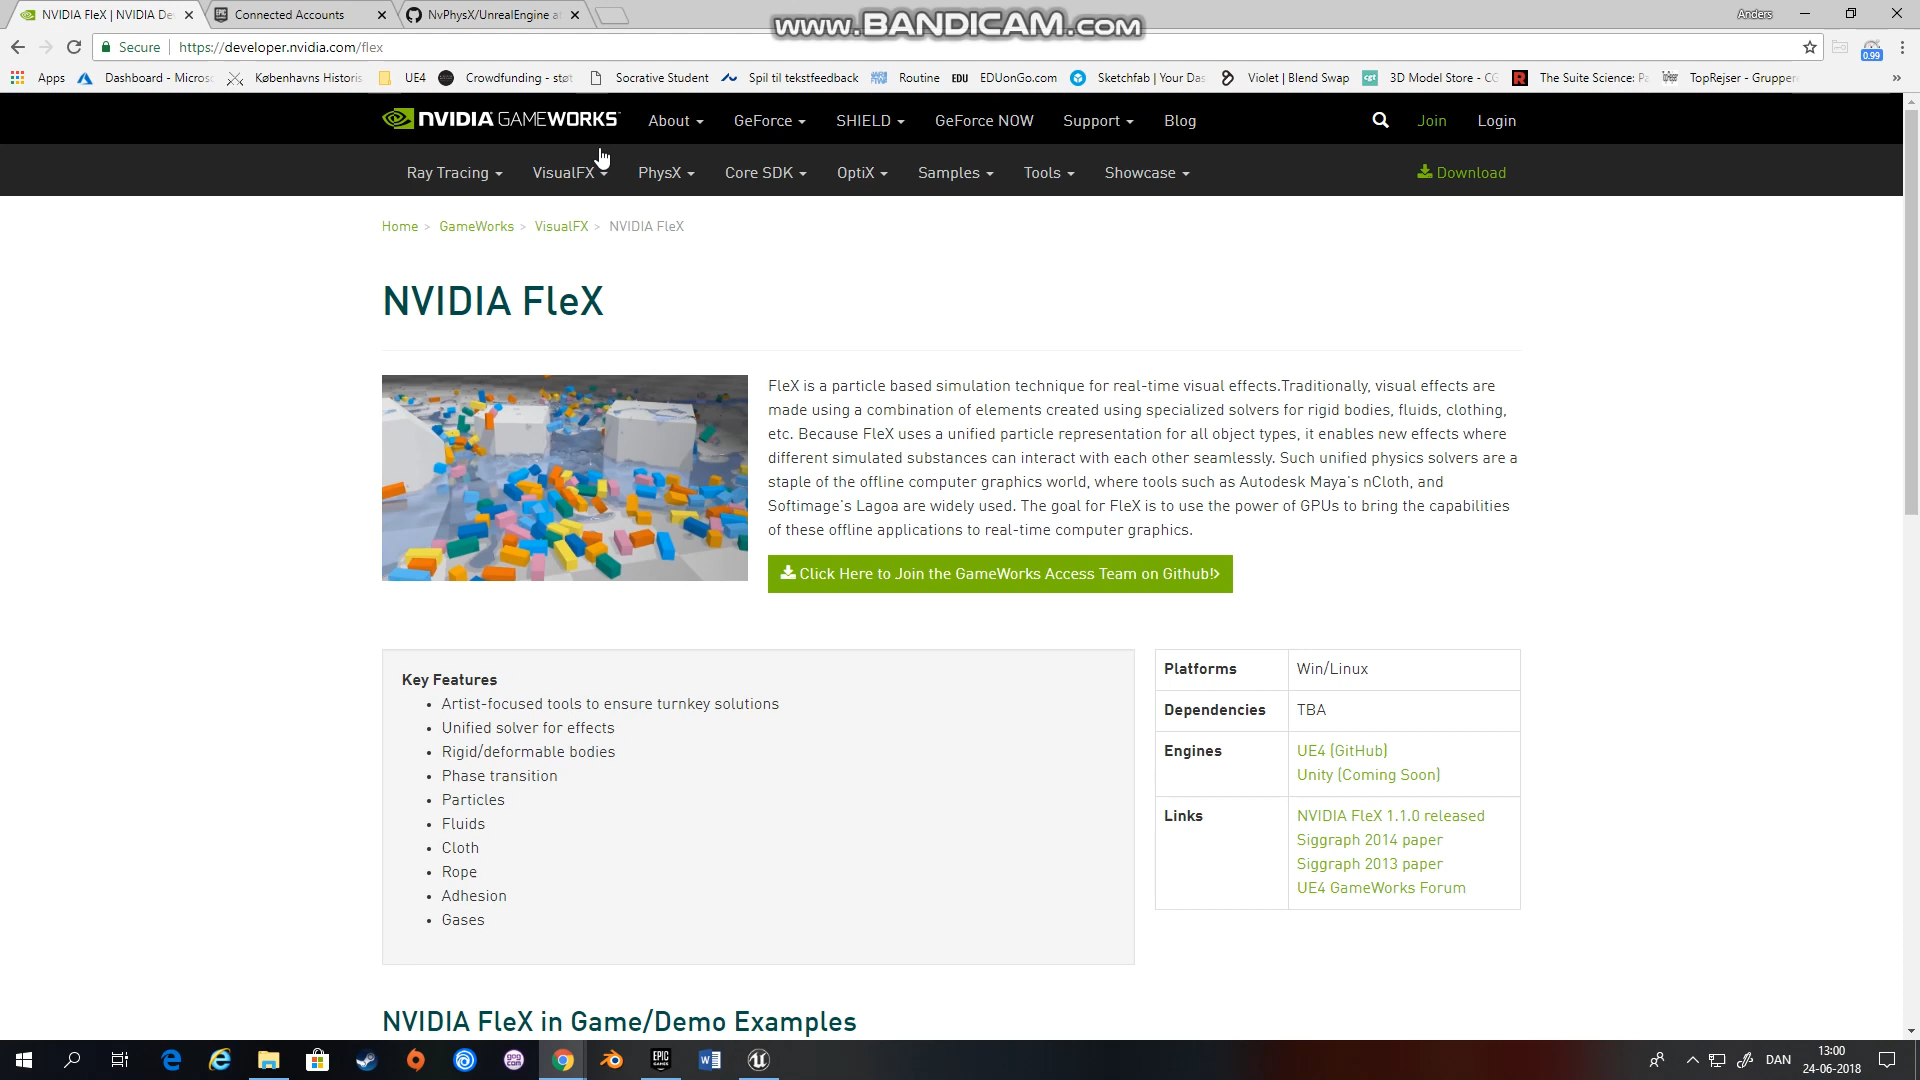 NVIDIA FleX | NVIDIA De
Connected Accounts
NvPhysX/UnrealEngine a
www.BANDICAM.com
Anders
Secure
https://developer.nvidia.com/flex
0.99
Apps
Dashboard - Micros
Københavns Historis
UE4
Crowdfunding - støt
Socrative Student
Spil til tekstfeedback
Routine
EDU
EDUonGo.com
Sketchfab | Your Das
Violet | Blend Swap
cgt
3D Model Store - CG
The Suite Science: Pa
TopRejser - Grupper
NVIDIA GAMEWORKS
About
GeForce
SHIELD
GeForce NOW
Support
Blog
Join
Login
Ray Tracing
VisualFX
PhysX
Core SDK
OptiX
Samples
Tools
Showcase
Download
Home > GameWorks > VisualFX > NVIDIA FleX
NVIDIA FleX
FleX is a particle based simulation technique for real-time visual effects.Traditionally, visual effects are
made using a combination of elements created using specialized solvers for rigid bodies, fluids, clothing,
etc. Because FleX uses a unified particle representation for all object types, it enables new effects where
different simulated substances can interact with each other seamlessly. Such unified physics solvers are a
staple of the offline computer graphics world, where tools such as Autodesk Maya's nCloth, and
Softimage's Lagoa are widely used. The goal for FleX is to use the power of GPUs to bring the capabilities
of these offline applications to real-time computer graphics.
Click Here to Join the GameWorks Access Team on Github!>
Key Features
• Artist-focused tools to ensure turnkey solutions
• Unified solver for effects
• Rigid/deformable bodies
• Phase transition
• Particles
• Fluids
• Cloth
• Rope
• Adhesion
• Gases
Platforms
Win/Linux
Dependencies
TBA
Engines
UE4 (GitHub)
Unity (Coming Soon)
Links
NVIDIA FleX 1.1.0 released
Siggraph 2014 paper
Siggraph 2013 paper
UE4 GameWorks Forum
NVIDIA FleX in Game/Demo Examples
DAN
13:00
24-06-2018